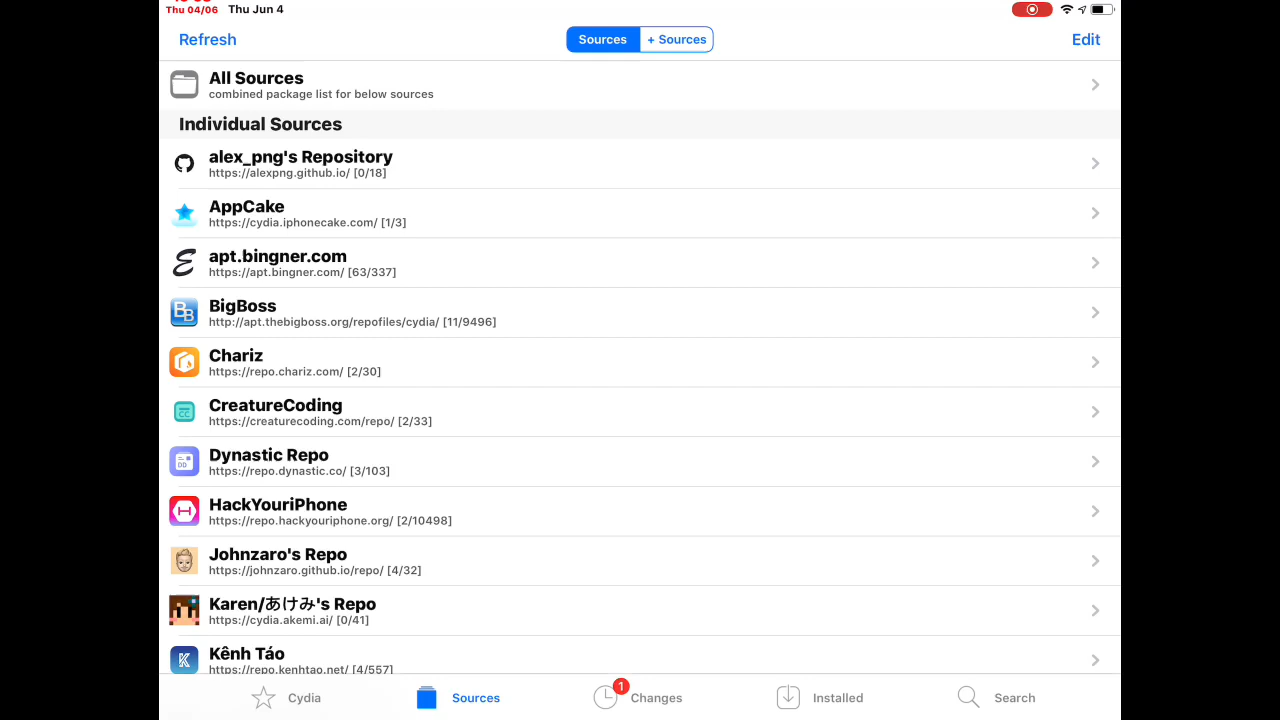 Thu 04/06 Thu Jun 4
Refresh
Sources + Sources
Edit
All Sources
combined package list for below sources
Individual Sources
alex_png's Repository
https://alexpng.github.io/ [0/18]
AppCake
https://cydia.iphonecake.com/ [1/3]
apt.bingner.com
https://apt.bingner.com/ [63/337]
BigBoss
http://apt.thebigboss.org/repofiles/cydia/ [11/9496]
Chariz
https://repo.chariz.com/ [2/30]
CreatureCoding
https://creaturecoding.com/repo/ [2/33]
Dynastic Repo
https://repo.dynastic.co/ [3/103]
HackYouriPhone
https://repo.hackyouriphone.org/ [2/10498]
Johnzaro's Repo
https://johnzaro.github.io/repo/ [4/32]
Karen/あけみ's Repo
https://cydia.akemi.ai/ [0/41]
Kênh Táo
https://repo.kenhtao.net/ [4/557]
Cydia
Sources
1
Changes
Installed
Search